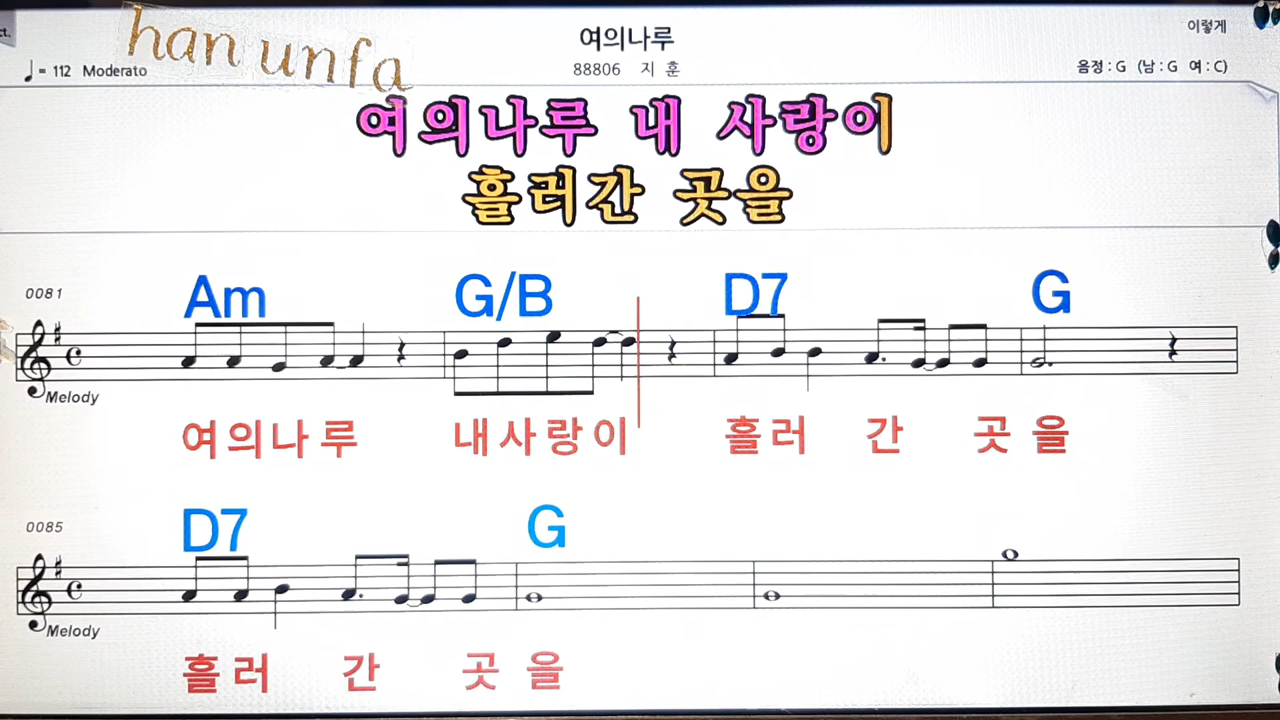 ct.
han unfa
여의나루
이렇게
♩= 112 Moderato
88806 지 훈
음정 : G (남 : G 여 : C)
여의나루 내 사랑이
흘러간 곳을
Am G/B D7 G
0081
Melody
여의나루 내사랑이 흘러 간 곳 을
D7 G
0085
Melody
흘러 간 곳 을